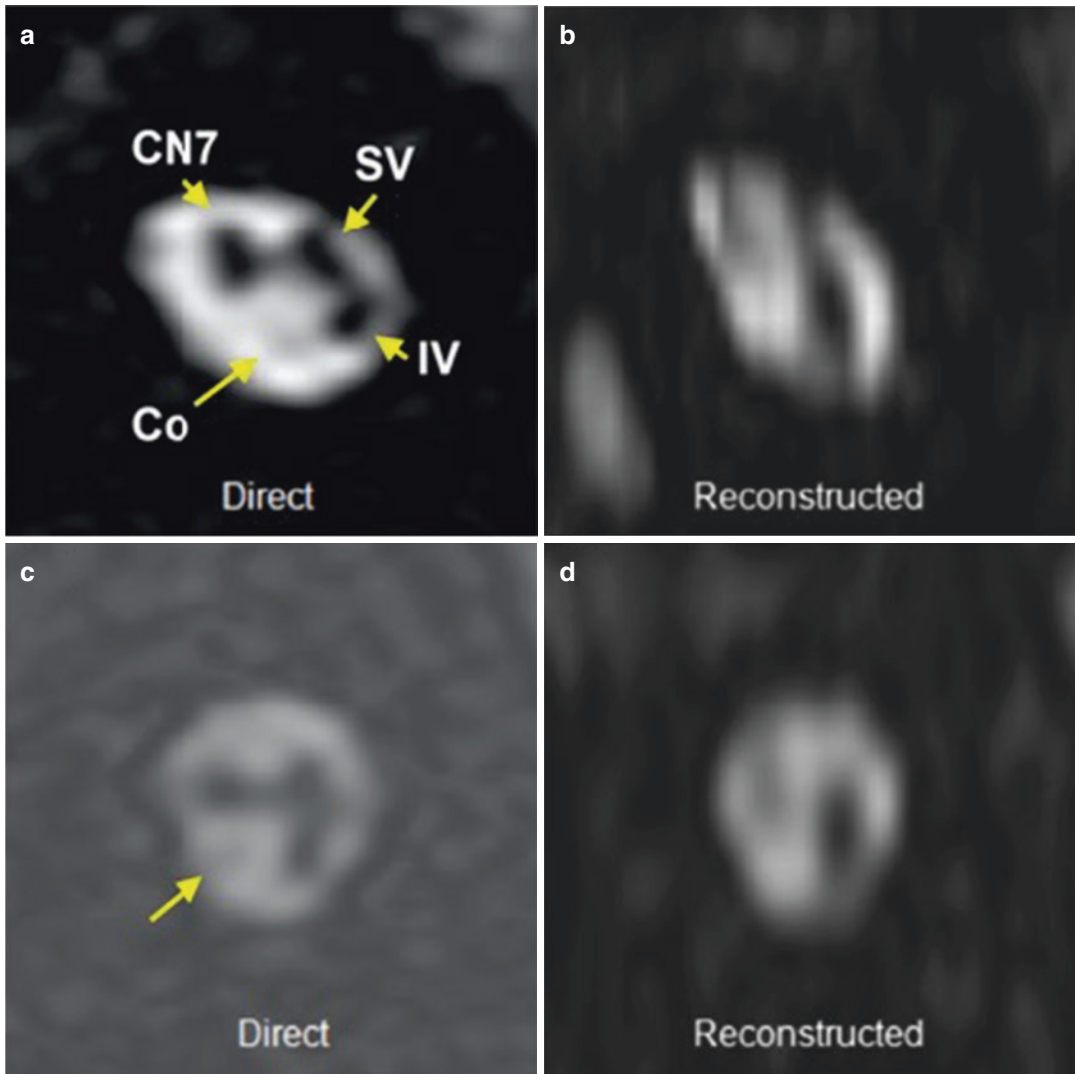 a
CN7
SV
IV
Co
Direct
b
Reconstructed
c
Direct
d
Reconstructed